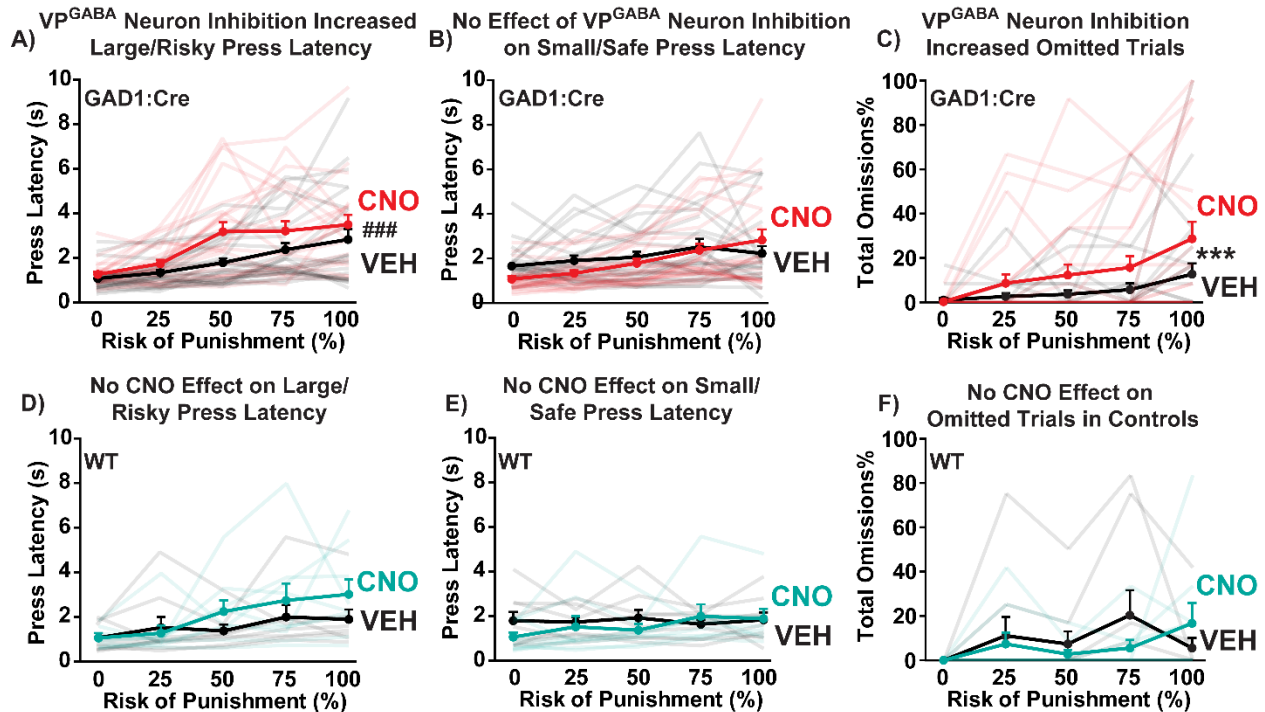 A)
VP^GABA Neuron Inhibition Increased
Large/Risky Press Latency
GAD1:Cre
Press Latency (s)
10
8
6
4
2
0
CNO
###
VEH
0 25 50 75 100
Risk of Punishment (%)
B)
No Effect of VP^GABA Neuron Inhibition
on Small/Safe Press Latency
GAD1:Cre
Press Latency (s)
10
8
6
4
2
0
CNO
VEH
0 25 50 75 100
Risk of Punishment (%)
C)
VP^GABA Neuron Inhibition
Increased Omitted Trials
GAD1:Cre
Total Omissions%
100
80
60
40
20
0
CNO
***
VEH
0 25 50 75 100
Risk of Punishment (%)
D)
No CNO Effect on Large/
Risky Press Latency
WT
Press Latency (s)
10
8
6
4
2
0
CNO
VEH
0 25 50 75 100
Risk of Punishment (%)
E)
No CNO Effect on Small/
Safe Press Latency
WT
Press Latency (s)
10
8
6
4
2
0
CNO
VEH
0 25 50 75 100
Risk of Punishment (%)
F)
No CNO Effect on
Omitted Trials in Controls
WT
Total Omissions%
100
80
60
40
20
0
CNO
VEH
0 25 50 75 100
Risk of Punishment (%)